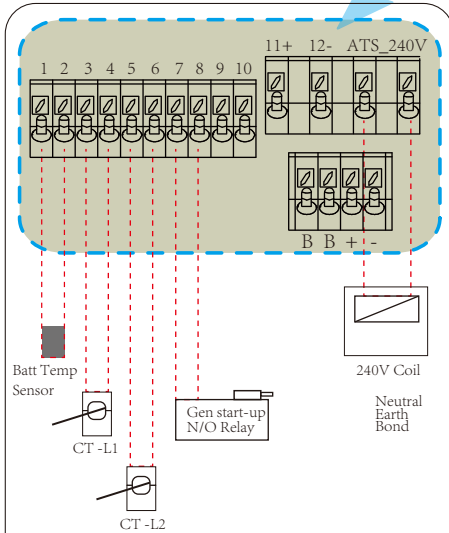 11+ 12- ATS_240V
1 2 3 4 5 6 7 8 9 10
B B + -
Batt Temp
Sensor
240V Coil
Gen start-up
N/O Relay
Neutral
Earth
Bond
CT -L1
CT -L2